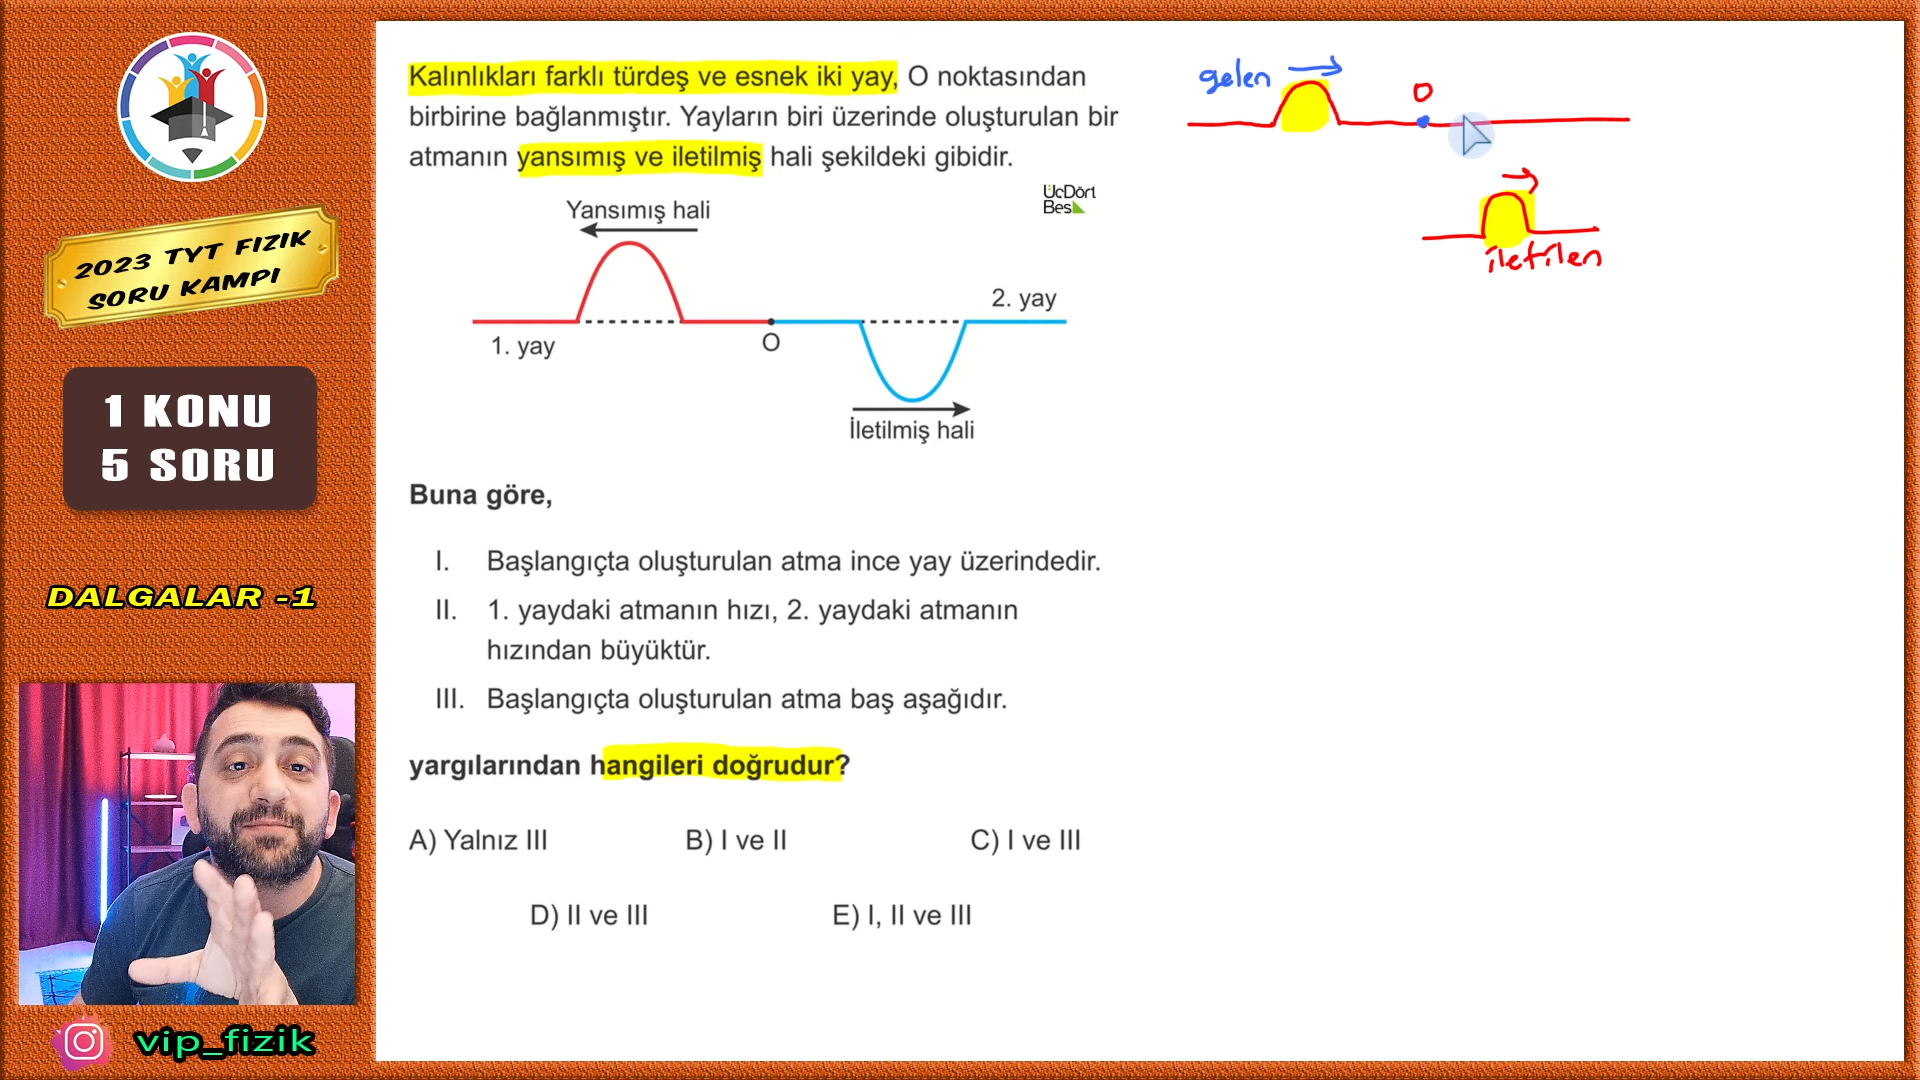 2023 TYT FIZIK
SORU KAMPI
1 KONU
5 SORU
DALGALAR -1
vip_fizik
Kalınlıkları farklı türdeş ve esnek iki yay, O noktasından
birbirine bağlanmıştır. Yayların biri üzerinde oluşturulan bir
atmanın yansımış ve iletilmiş hali şekildeki gibidir.
ÜçDört
Beş
Yansımış hali
2. yay
1. yay
O
İletilmiş hali
Buna göre,
I. Başlangıçta oluşturulan atma ince yay üzerindedir.
II. 1. yaydaki atmanın hızı, 2. yaydaki atmanın
hızından büyüktür.
III. Başlangıçta oluşturulan atma baş aşağıdır.
yargılarından hangileri doğrudur?
A) Yalnız III B) I ve II C) I ve III
D) II ve III E) I, II ve III
gelen
O
iletilen